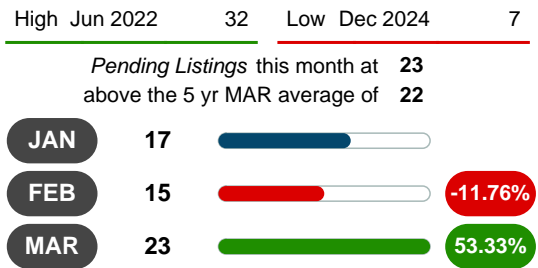 High Jun 2022 32 Low Dec 2024 7
Pending Listings this month at 23
above the 5 yr MAR average of 22
JAN 17
FEB 15 -11.76%
MAR 23 53.33%